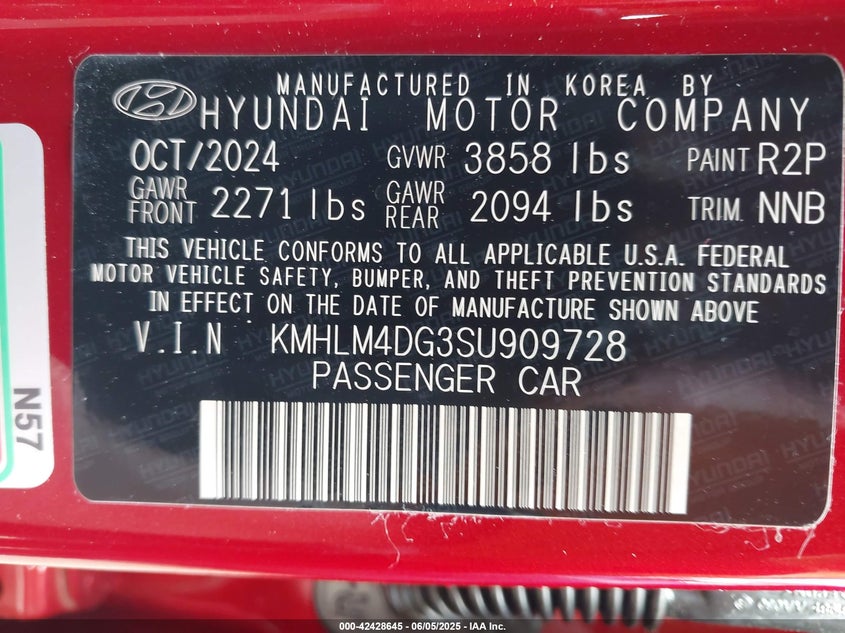 MANUFACTURED IN KOREA BY
HYUNDAI MOTOR COMPANY
OCT/2024 GVWR 3858 lbs PAINT R2P
GAWR FRONT 2271 lbs GAWR REAR 2094 lbs TRIM NNB
THIS VEHICLE CONFORMS TO ALL APPLICABLE U.S.A. FEDERAL
MOTOR VEHICLE SAFETY, BUMPER, AND THEFT PREVENTION STANDARDS
IN EFFECT ON THE DATE OF MANUFACTURE SHOWN ABOVE
V.I.N KMHLM4DG3SU909728
PASSENGER CAR
N57
000-42428645 - 06/05/2025 - IAA Inc.